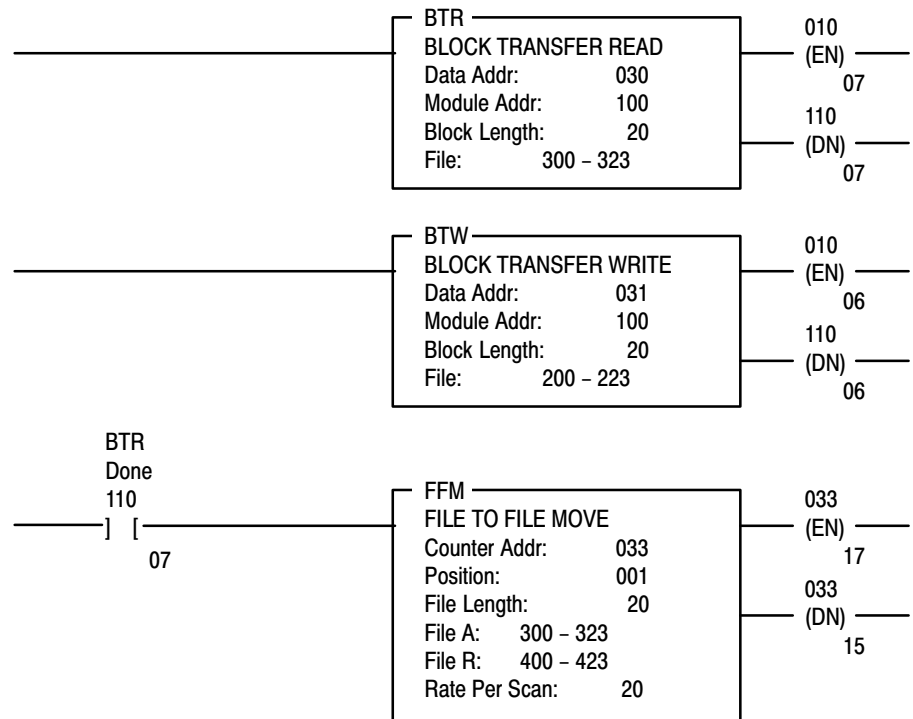 BTR
BLOCK TRANSFER READ
Data Addr: 030
Module Addr: 100
Block Length: 20
File: 300 – 323
010
(EN)
07
110
(DN)
07
BTW
BLOCK TRANSFER WRITE
Data Addr: 031
Module Addr: 100
Block Length: 20
File: 200 – 223
010
(EN)
06
110
(DN)
06
BTR
Done
110
] [
07
FFM
FILE TO FILE MOVE
Counter Addr: 033
Position: 001
File Length: 20
File A: 300 – 323
File R: 400 – 423
Rate Per Scan: 20
033
(EN)
17
033
(DN)
15